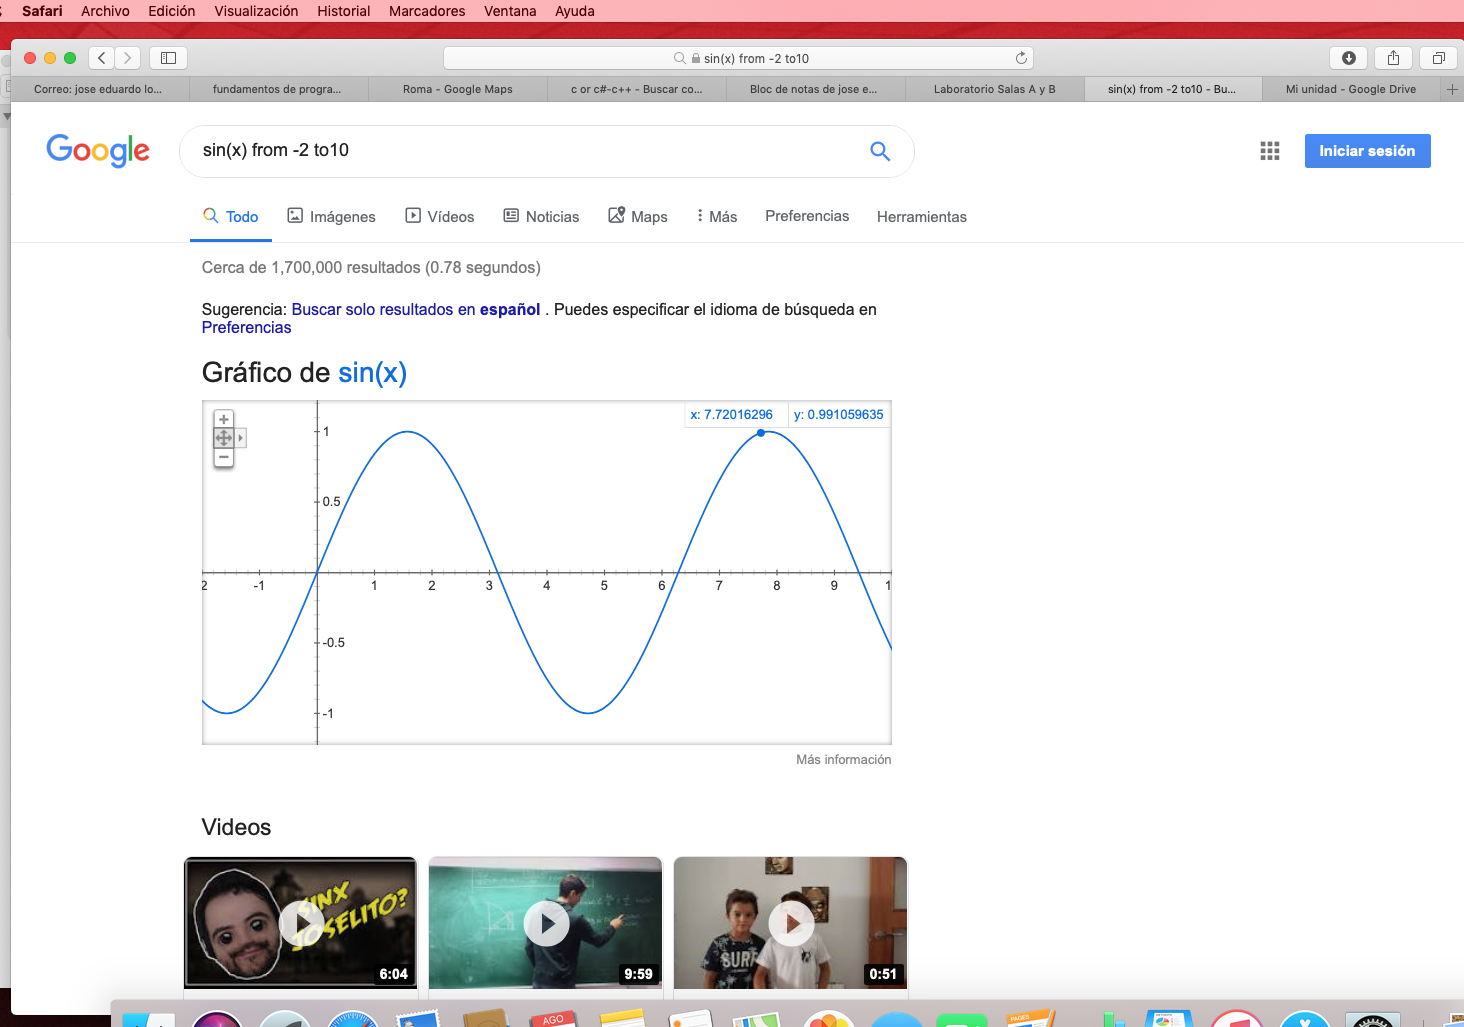 Safari Archivo Edición Visualización Historial Marcadores Ventana Ayuda
sin(x) from -2 to10
Correo: jose eduardo lo... fundamentos de progra... Roma - Google Maps c or c#-c++ - Buscar co... Bloc de notas de jose e... Laboratorio Salas A y B sin(x) from -2 to10 - Bu... Mi unidad - Google Drive
Google sin(x) from -2 to10 Iniciar sesión
Todo Imágenes Vídeos Noticias Maps Más Preferencias Herramientas
Cerca de 1,700,000 resultados (0.78 segundos)
Sugerencia: Buscar solo resultados en español . Puedes especificar el idioma de búsqueda en
Preferencias
Gráfico de sin(x)
x: 7.72016296 y: 0.991059635
1
0.5
2 -1 1 2 3 4 5 6 7 8 9 1
-0.5
-1
Más información
Videos
SINX
JOSELITO?
SURF
6:04 9:59 0:51
AGO PAGES